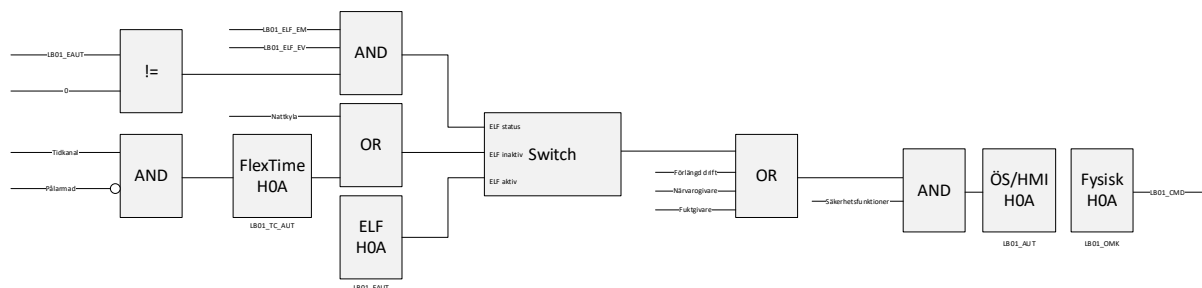 LB01_ELF_EM
LB01_ELF_EV
AND
LB01_EAUT
0
!=
Nattkyla
OR
Tidkanal
Pålarmad
AND
FlexTime
H0A
LB01_TC_AUT
ELF
H0A
LB01_EAUT
ELF status
ELF inaktiv
ELF aktiv
Switch
Förlängd drift
Närvarogivare
Fuktgivare
OR
Säkerhetsfunktioner
AND
ÖS/HMI
H0A
LB01_AUT
Fysisk
H0A
LB01_OMK
LB01_CMD